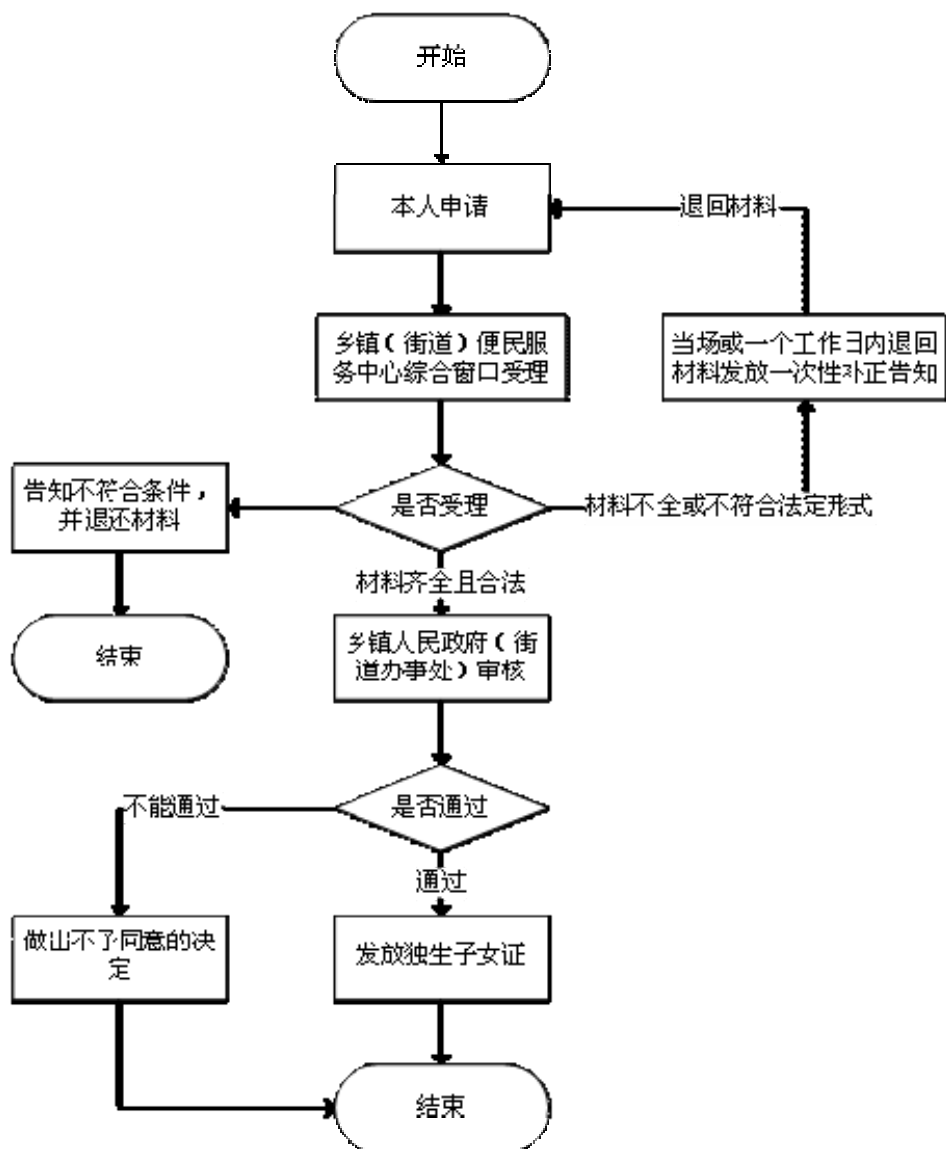 开始
本人申请
退回材料
乡镇（街道）便民服
务中心综合窗口受理
当场或一个工作日内退回
材料发放一次性补正告知
告知不符合条件，
并退还材料
是否受理
材料不全或不符合法定形式
材料齐全且合法
结束
乡镇人民政府（街
道办事处）审核
不能通过
是否通过
通过
做出不予同意的决
定
发放独生子女证
结束